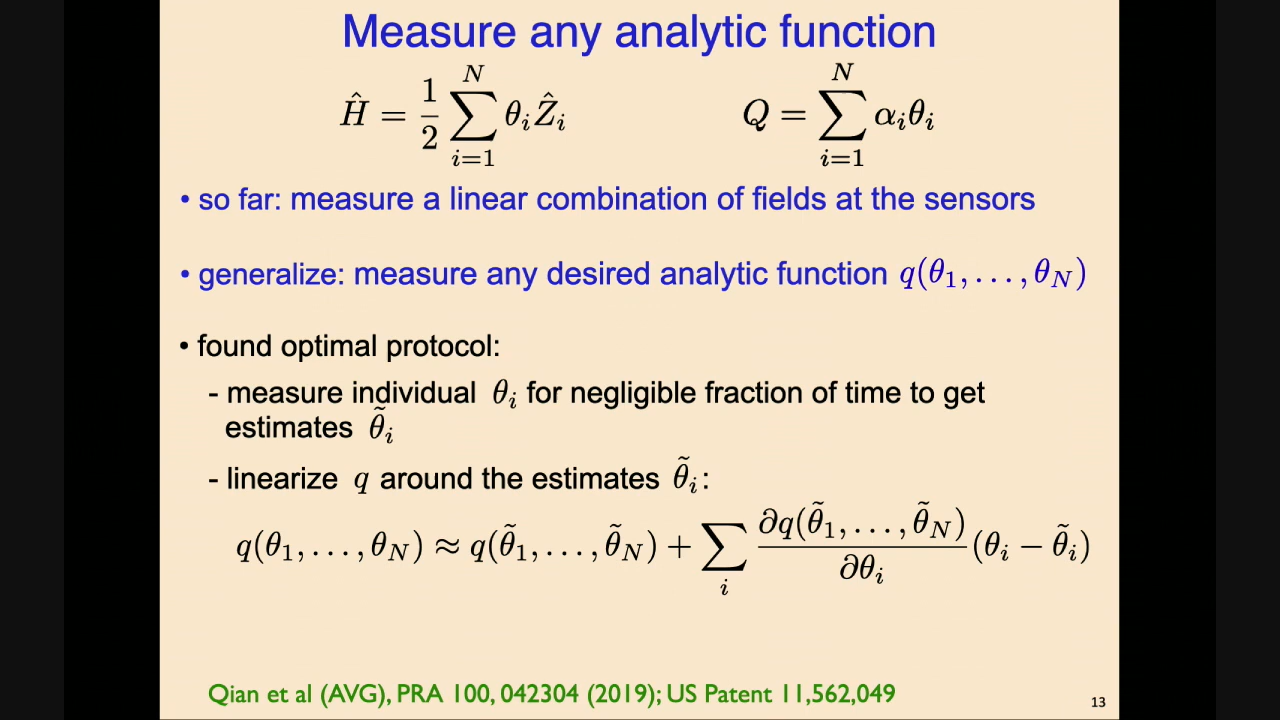 Measure any analytic function
Ĥ = 1/2 ∑_{i=1}^{N} θ_i Ẑ_i
Q = ∑_{i=1}^{N} α_i θ_i
• so far: measure a linear combination of fields at the sensors
• generalize: measure any desired analytic function q(θ_1, . . . , θ_N)
• found optimal protocol:
- measure individual θ_i for negligible fraction of time to get
estimates θ̃_i
- linearize q around the estimates θ̃_i:
q(θ_1, . . . , θ_N) ≈ q(θ̃_1, . . . , θ̃_N) + ∑_i ∂q(θ̃_1, . . . , θ̃_N)/∂θ_i (θ_i − θ̃_i)
Qian et al (AVG), PRA 100, 042304 (2019); US Patent 11,562,049
13